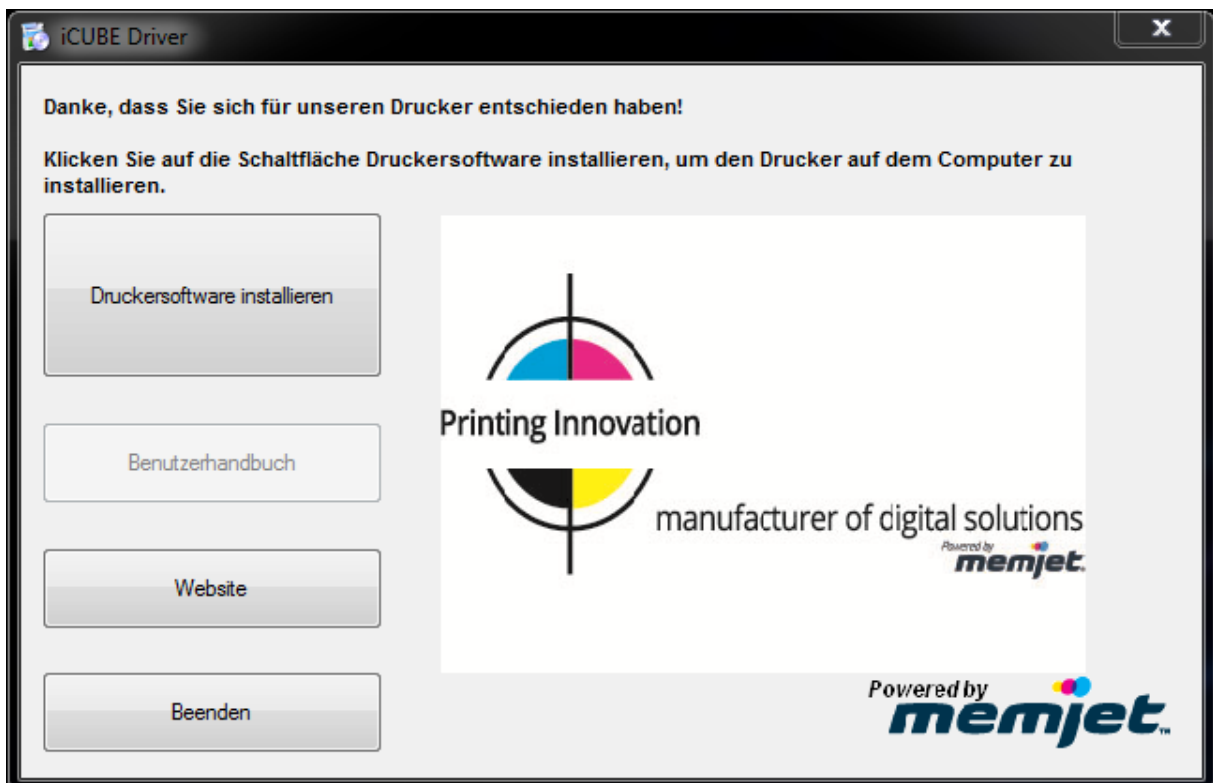 iCUBE Driver
Danke, dass Sie sich für unseren Drucker entschieden haben!
Klicken Sie auf die Schaltfläche Druckersoftware installieren, um den Drucker auf dem Computer zu
installieren.
Druckersoftware installieren
Benutzerhandbuch
Website
Beenden
Printing Innovation
manufacturer of digital solutions
Powered by
memjet.
Powered by
memjet.™